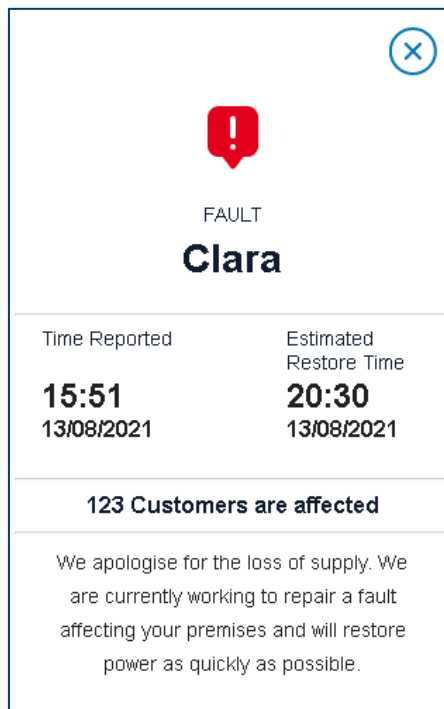 FAULT
Clara
Time Reported
Estimated
Restore Time
15:51
20:30
13/08/2021
13/08/2021
123 Customers are affected
We apologise for the loss of supply. We
are currently working to repair a fault
affecting your premises and will restore
power as quickly as possible.